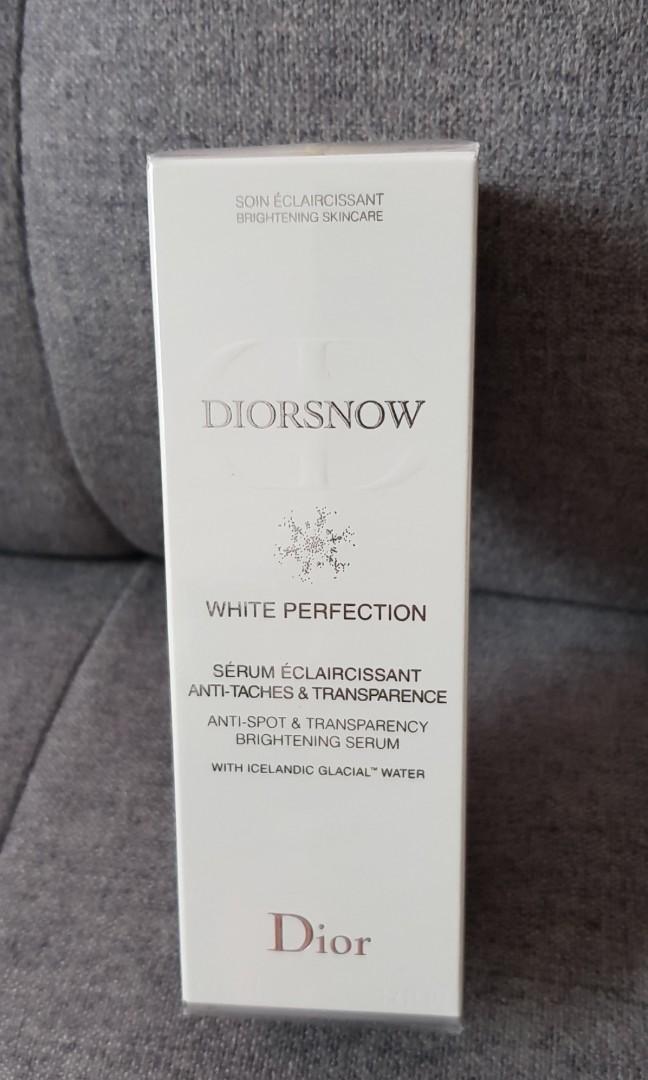 SOIN ÉCLAIRCISSANT
BRIGHTENING SKINCARE
DIORSNOW
WHITE PERFECTION
SÉRUM ÉCLAIRCISSANT
ANTI-TACHES & TRANSPARENCE
ANTI-SPOT & TRANSPARENCY
BRIGHTENING SERUM
WITH ICELANDIC GLACIAL™ WATER
Dior